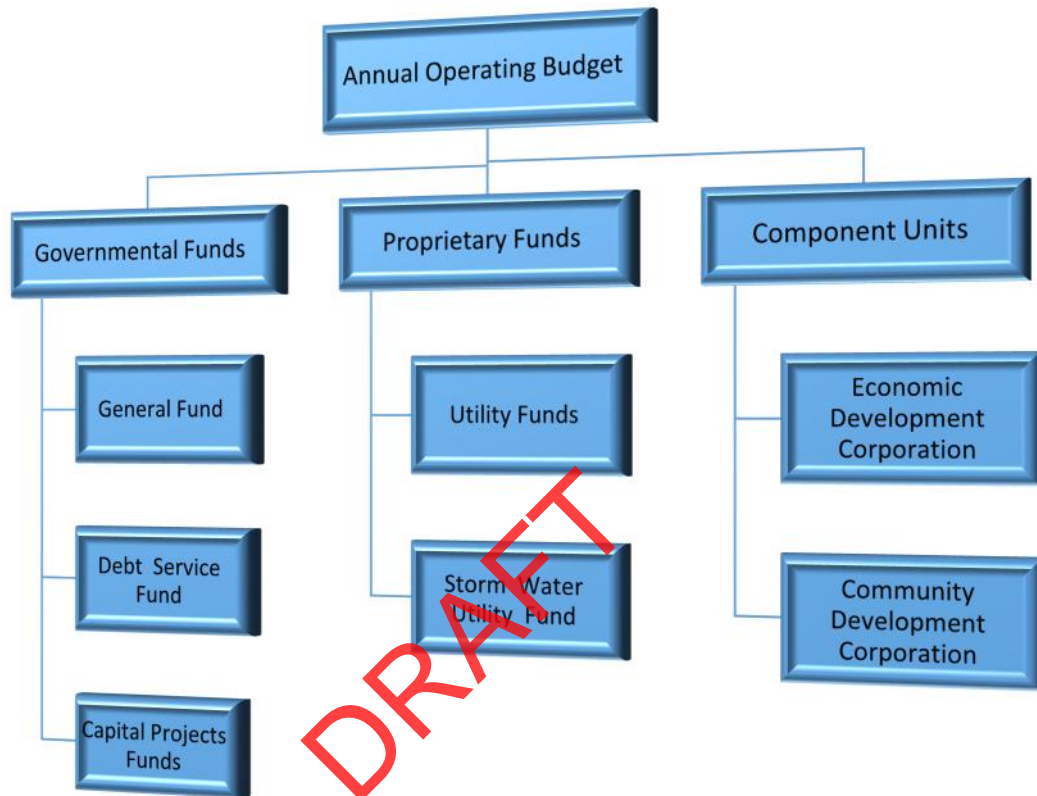 Annual Operating Budget
Governmental Funds
Proprietary Funds
Component Units
General Fund
Utility Funds
Economic
Development
Corporation
Debt Service
Fund
Storm Water
Utility Fund
Community
Development
Corporation
Capital Projects
Funds
DRAFT